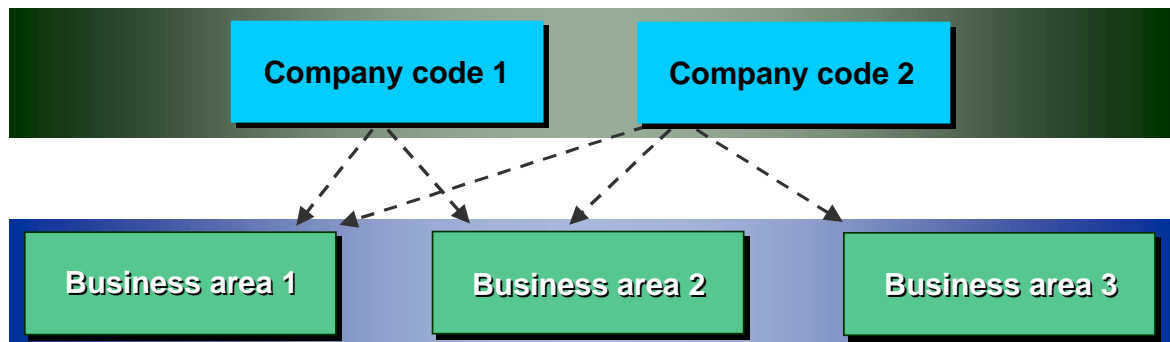 Company code 1
Company code 2
Business area 1
Business area 2
Business area 3